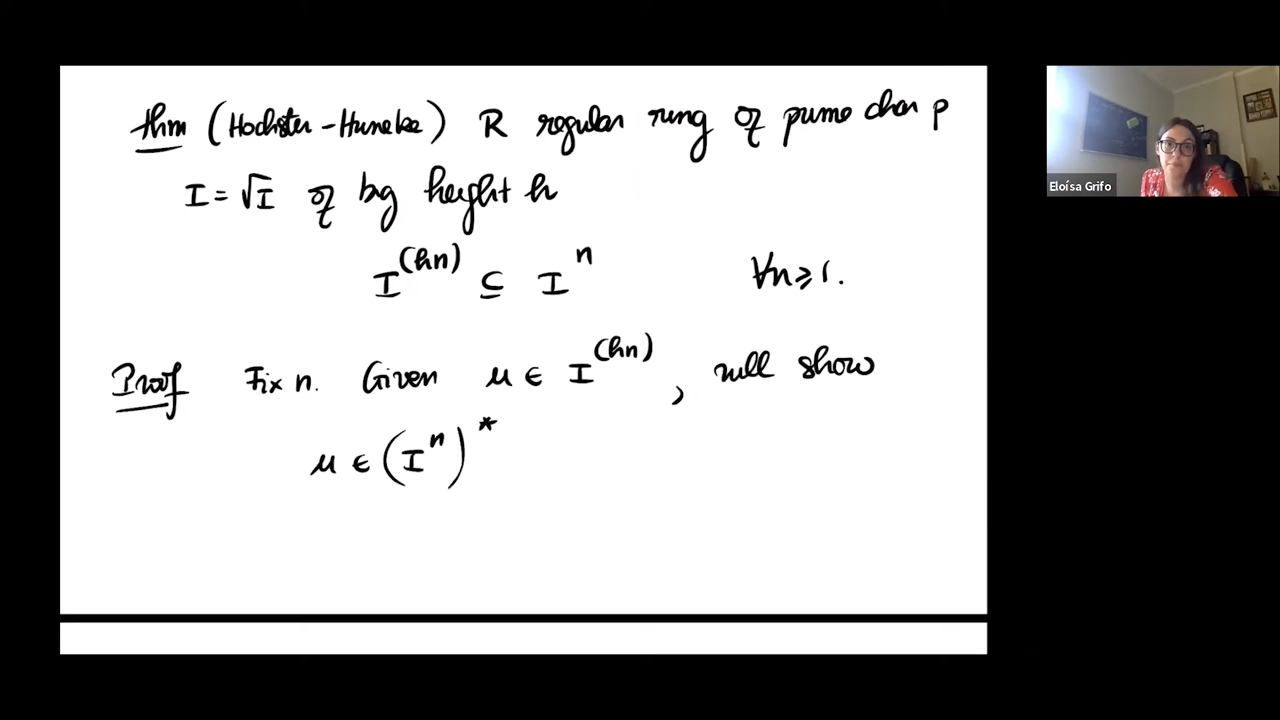 Thm (Hochster-Huneke) R regular ring of prime char p
I = √I of big height h
I^(hn) ⊆ I^n ∀n ⩾ 1.
Proof Fix n. Given u ∈ I^(hn), will show
u ∈ (I^n)^*
Eloísa Grifo